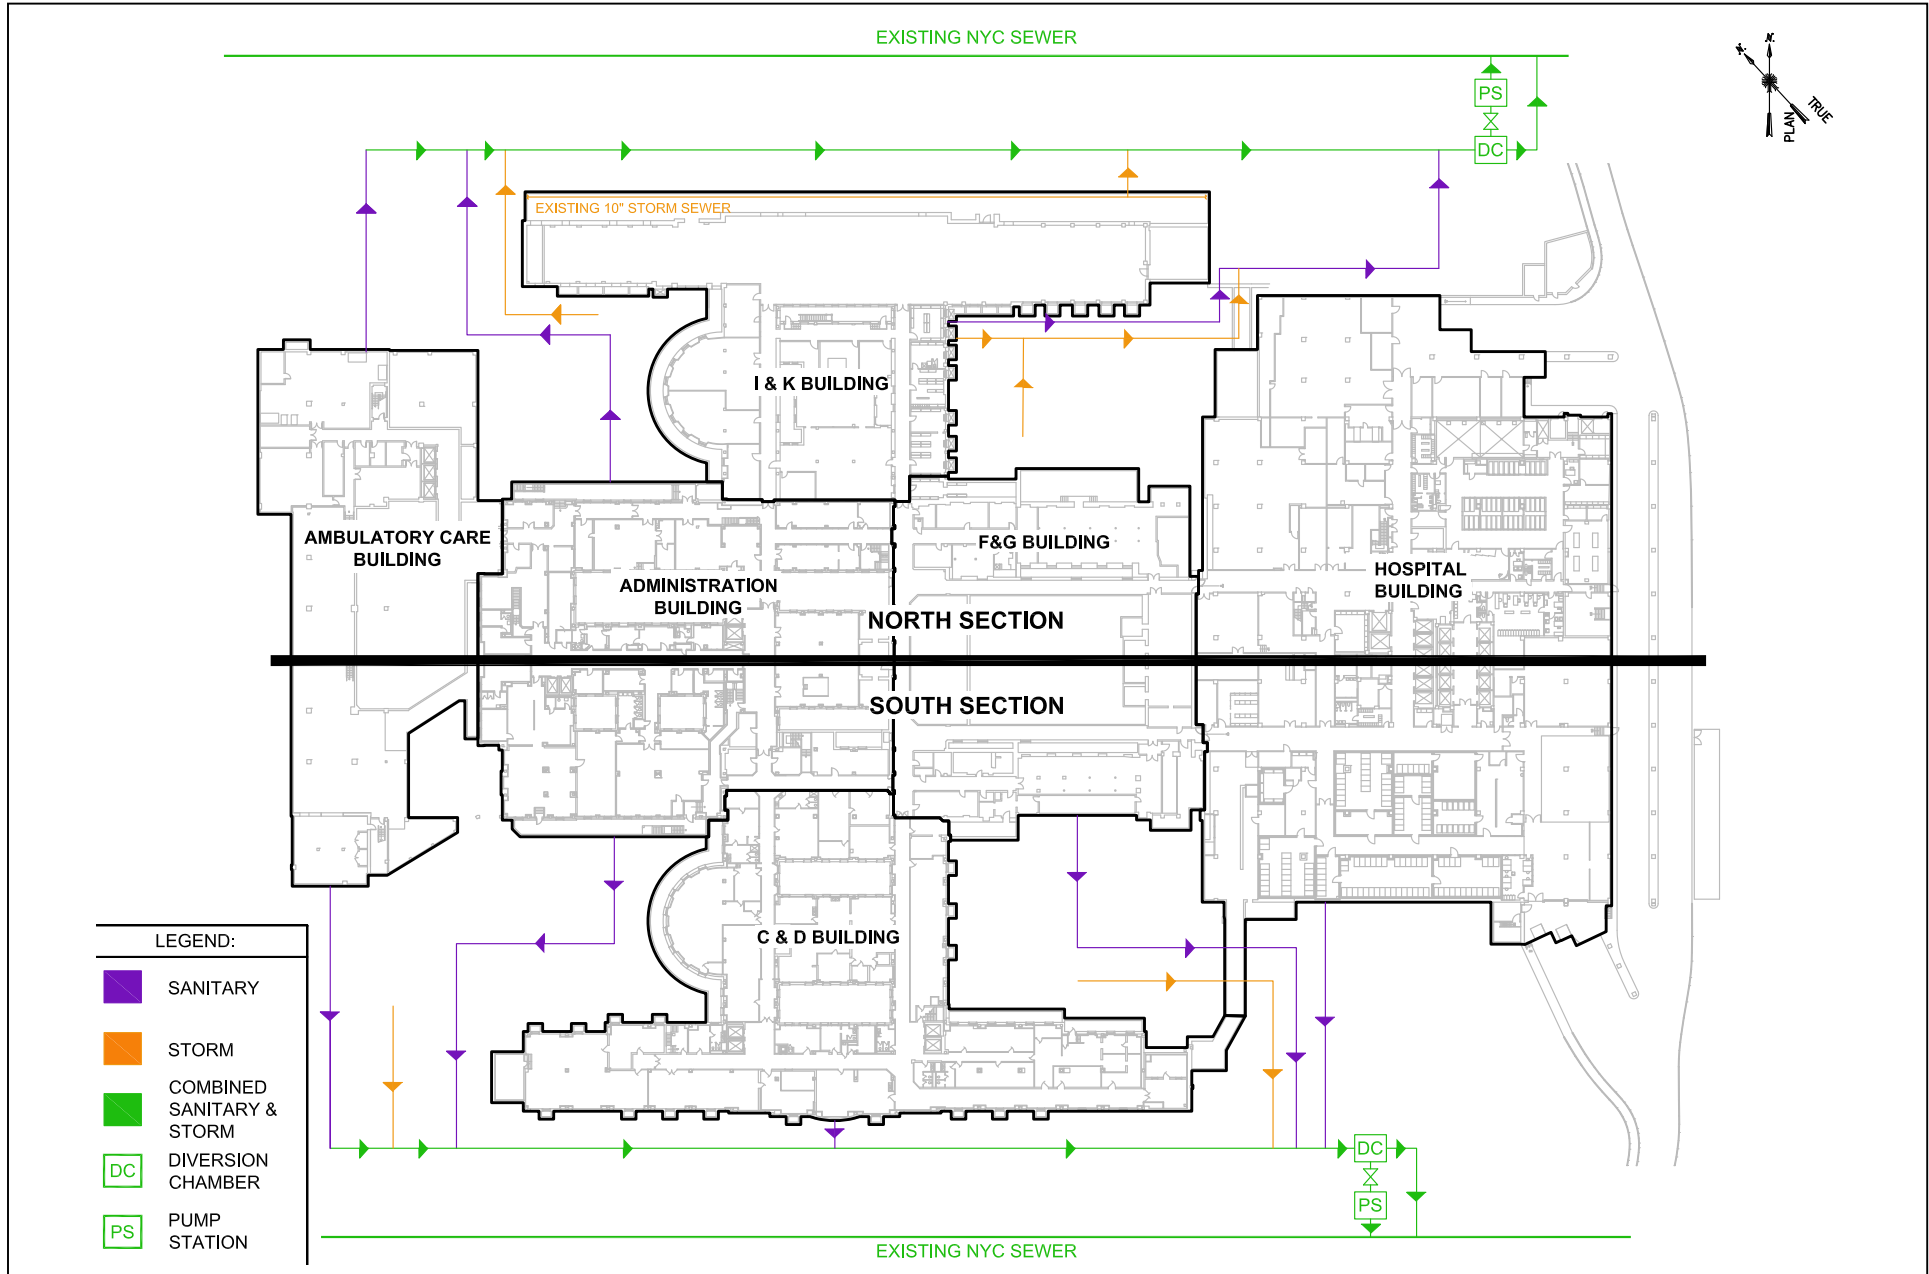 EXISTING NYC SEWER
N.
N.
TRUE
PLAN
PS
DC
EXISTING 10" STORM SEWER
I & K BUILDING
AMBULATORY CARE
BUILDING
F&G BUILDING
ADMINISTRATION
BUILDING
HOSPITAL
BUILDING
NORTH SECTION
SOUTH SECTION
C & D BUILDING
LEGEND:
SANITARY
STORM
COMBINED
SANITARY &
STORM
DC
DIVERSION
CHAMBER
PS
PUMP
STATION
DC
PS
EXISTING NYC SEWER